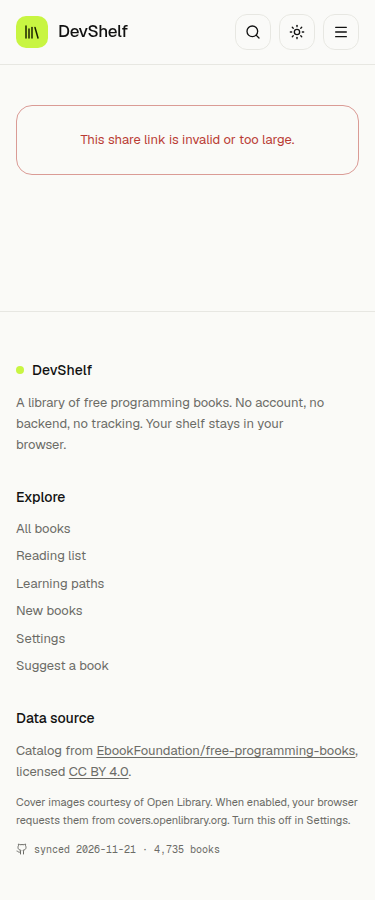 DevShelf
This share link is invalid or too large.
DevShelf
A library of free programming books. No account, no
backend, no tracking. Your shelf stays in your
browser.
Explore
All books
Reading list
Learning paths
New books
Settings
Suggest a book
Data source
Catalog from EbookFoundation/free-programming-books,
licensed CC BY 4.0.
Cover images courtesy of Open Library. When enabled, your browser
requests them from covers.openlibrary.org. Turn this off in Settings.
synced 2026-11-21 · 4,735 books